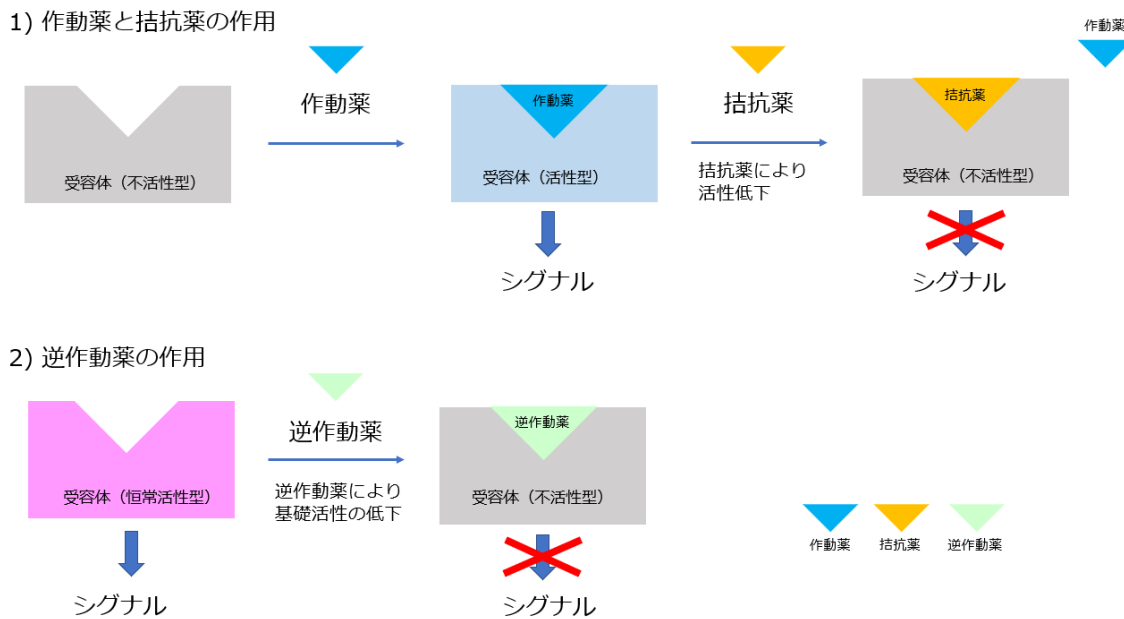 1) 作動薬と拮抗薬の作用
作動薬
作動薬
拮抗薬
作動薬
拮抗薬
受容体（不活性型）
受容体（活性型）
拮抗薬により
活性低下
受容体（不活性型）
シグナル
シグナル
2) 逆作動薬の作用
逆作動薬
逆作動薬
受容体（恒常活性型）
逆作動薬により
基礎活性の低下
受容体（不活性型）
作動薬
拮抗薬
逆作動薬
シグナル
シグナル